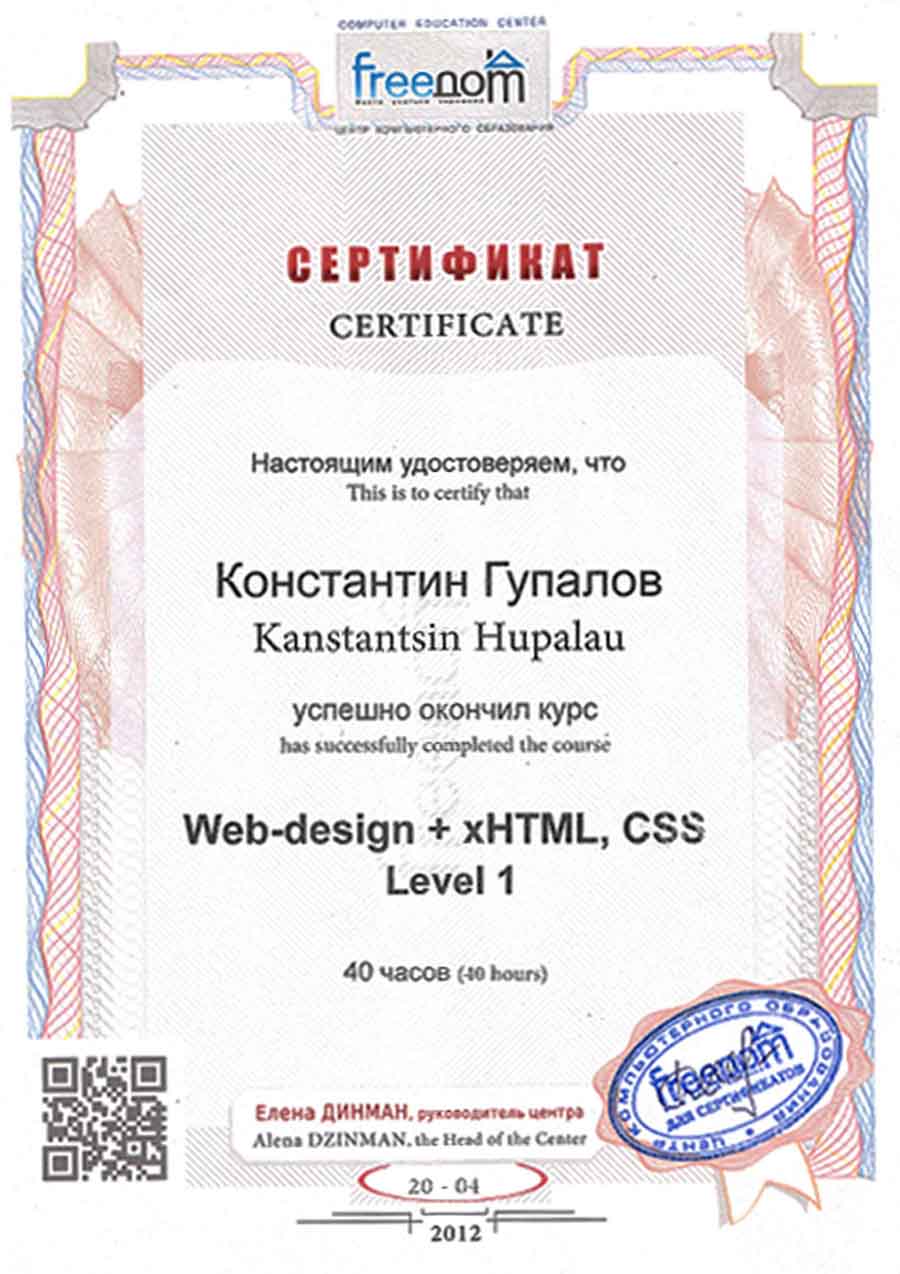 COMPUTER EDUCATION CENTER
freeдом
ЦЕНТР КОМПЬЮТЕРНОГО ОБРАЗОВАНИЯ
СЕРТИФИКАТ
CERTIFICATE
Настоящим удостоверяем, что
This is to certify that
Константин Гупалов
Kanstantsin Hupalau
успешно окончил курс
has successfully completed the course
Web-design + xHTML, CSS
Level 1
40 часов (40 hours)
Елена ДИНМАН, руководитель центра
Alena DZINMAN, the Head of the Center
20 - 04
2012
ЦЕНТР КОМПЬЮТЕРНОГО ОБРАЗОВАНИЯ
freeдом
ДЛЯ СЕРТИФИКАТОВ